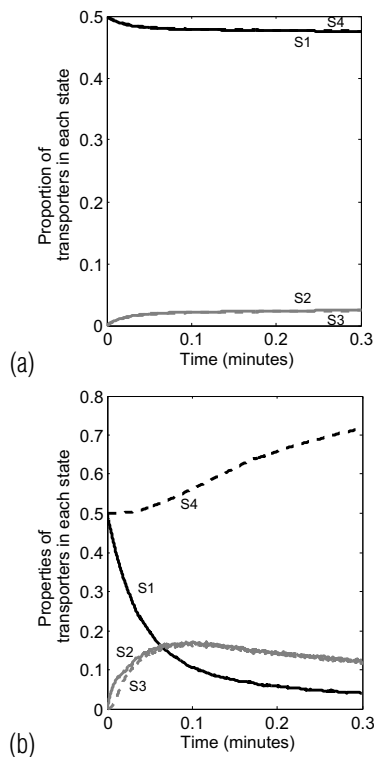 0.5
S4
S1
0.4
0.3
0.2
0.1
S2
S3
0
0
0.1
0.2
0.3
Proportion of
transporters in each state
Time (minutes)
(a)
0.8
0.7
0.6
0.5
0.4
0.3
0.2
0.1
0
S4
S1
S2
S3
0
0.1
0.2
0.3
Properties of
transporters in each state
Time (minutes)
(b)